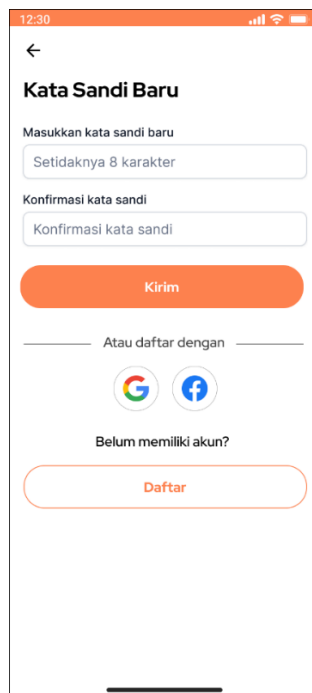 12:30
Kata Sandi Baru
Masukkan kata sandi baru
Setidaknya 8 karakter
Konfirmasi kata sandi
Konfirmasi kata sandi
Kirim
Atau daftar dengan
Belum memiliki akun?
Daftar